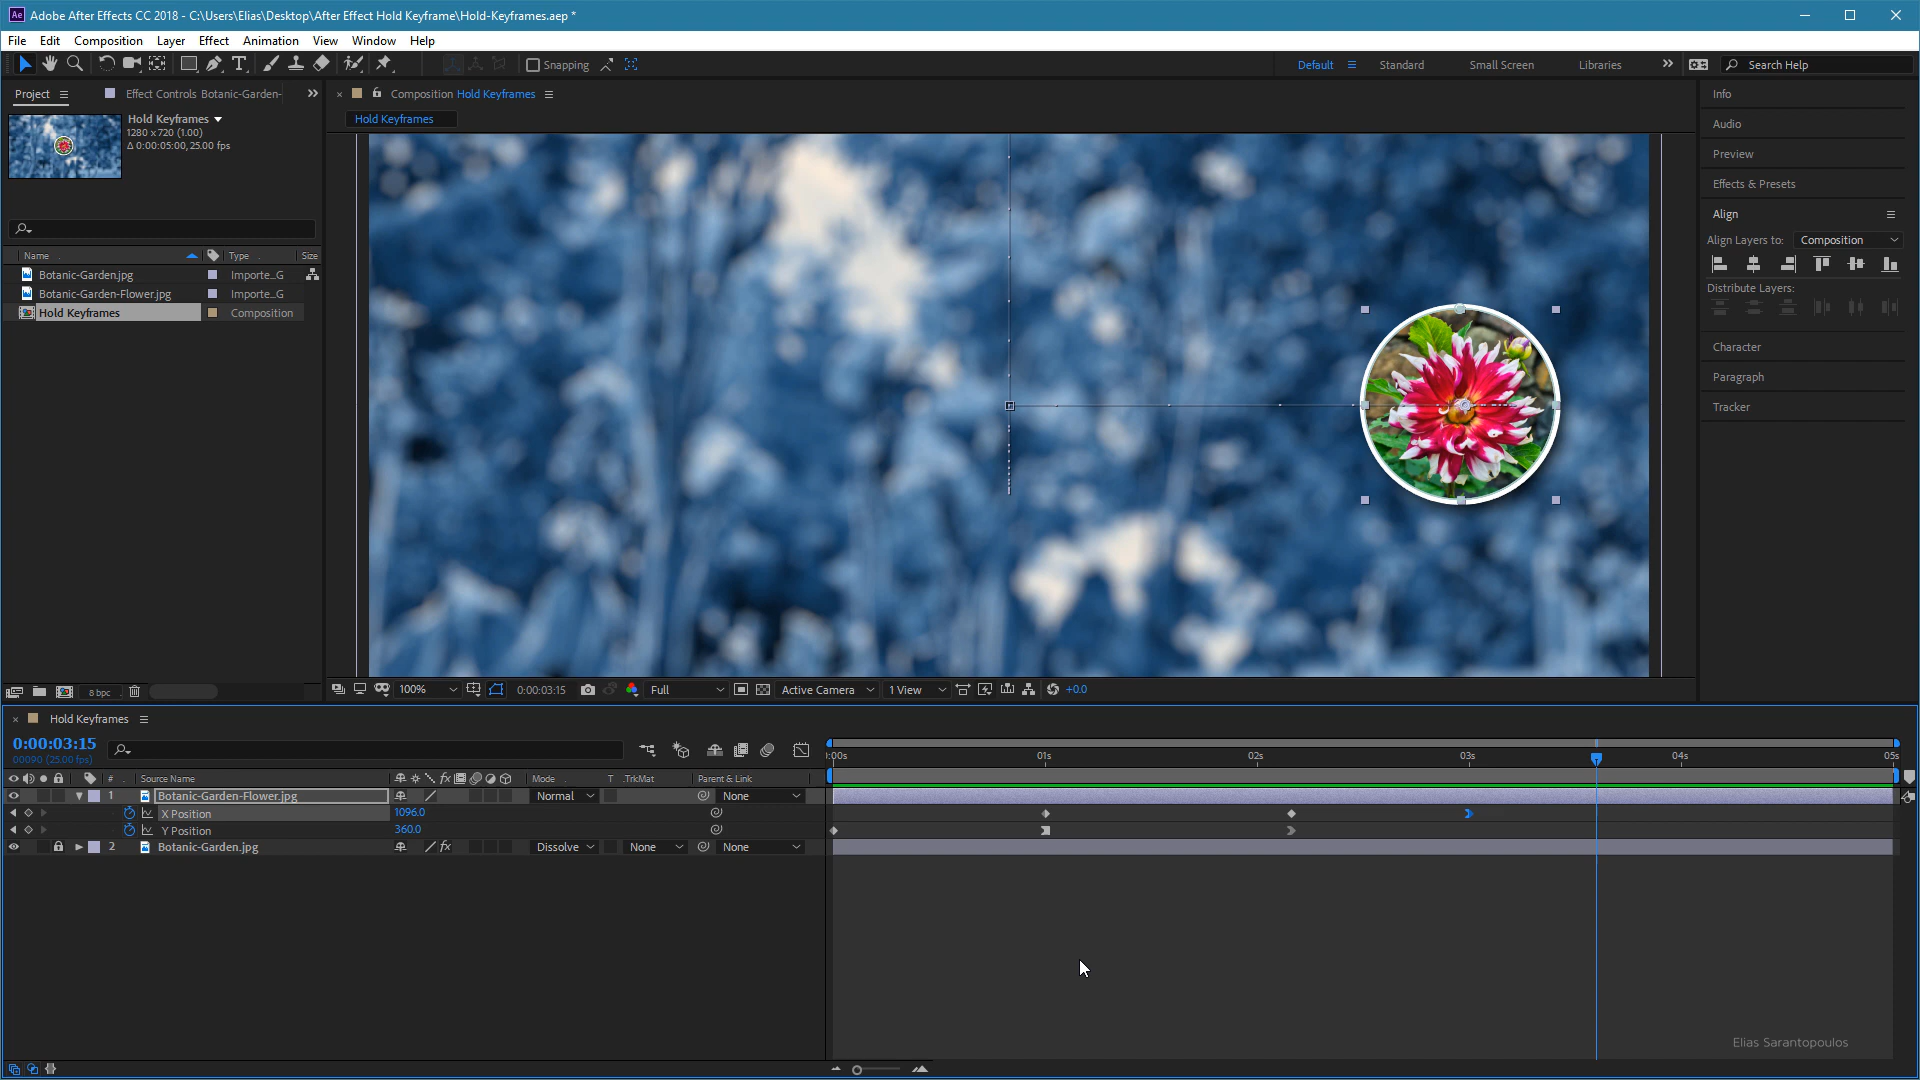 Ae Adobe After Effects CC 2018 - C:\Users\Elias\Desktop\After Effect Hold Keyframe\Hold-Keyframes.aep *
File Edit Composition Layer Effect Animation View Window Help
Snapping Default Standard Small Screen Libraries Search Help
Project Effect Controls Botanic-Garden-
Composition Hold Keyframes
Hold Keyframes
Hold Keyframes
1280 x 720 (1.00)
Δ 0:00:05:00, 25.00 fps
Name Type Size
Botanic-Garden.jpg Importe...G
Botanic-Garden-Flower.jpg Importe...G
Hold Keyframes Composition
Info
Audio
Preview
Effects & Presets
Align
Align Layers to: Composition
Distribute Layers:
Character
Paragraph
Tracker
8 bpc
100% 0:00:03:15 Full Active Camera 1 View +0.0
Hold Keyframes
0:00:03:15
00090 (25.00 fps)
:00s 01s 02s 03s 04s 05s
# Source Name fx Mode T .TrkMat Parent & Link
1 Botanic-Garden-Flower.jpg Normal None
X Position 1096.0
Y Position 360.0
2 Botanic-Garden.jpg fx Dissolve None None
Elias Sarantopoulos